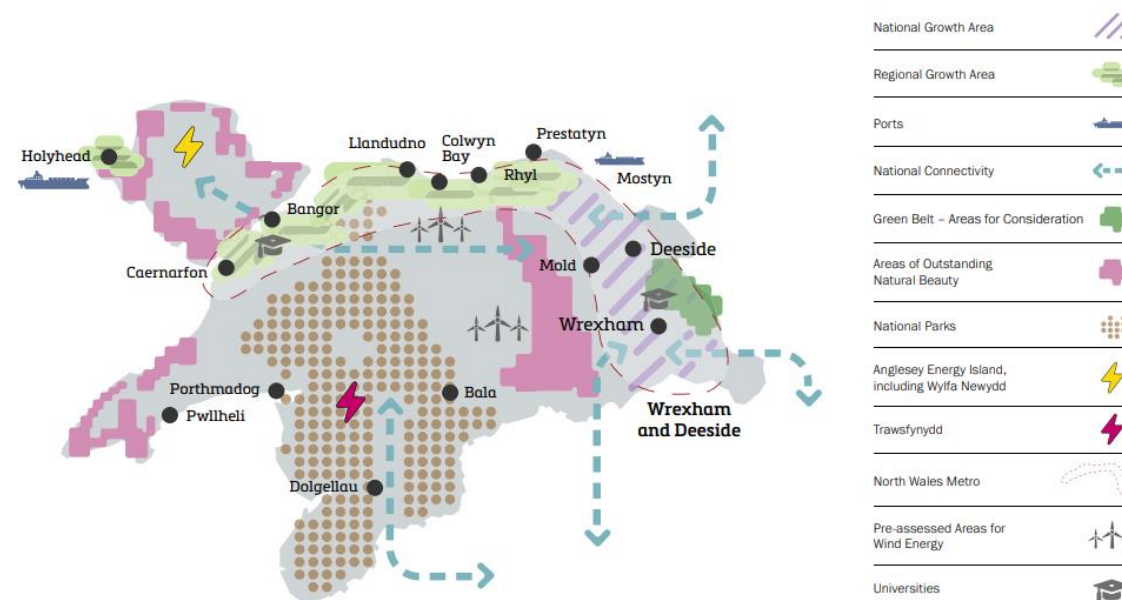 Holyhead
Llandudno
Colwyn
Bay
Prestatyn
Rhyl
Mostyn
Bangor
Caernarfon
Mold
Deeside
Wrexham
Porthmadog
Pwllheli
Bala
Wrexham
and Deeside
Dolgellau
National Growth Area
Regional Growth Area
Ports
National Connectivity
Green Belt – Areas for Consideration
Areas of Outstanding
Natural Beauty
National Parks
Anglesey Energy Island,
including Wylfa Newydd
Trawsfynydd
North Wales Metro
Pre-assessed Areas for
Wind Energy
Universities